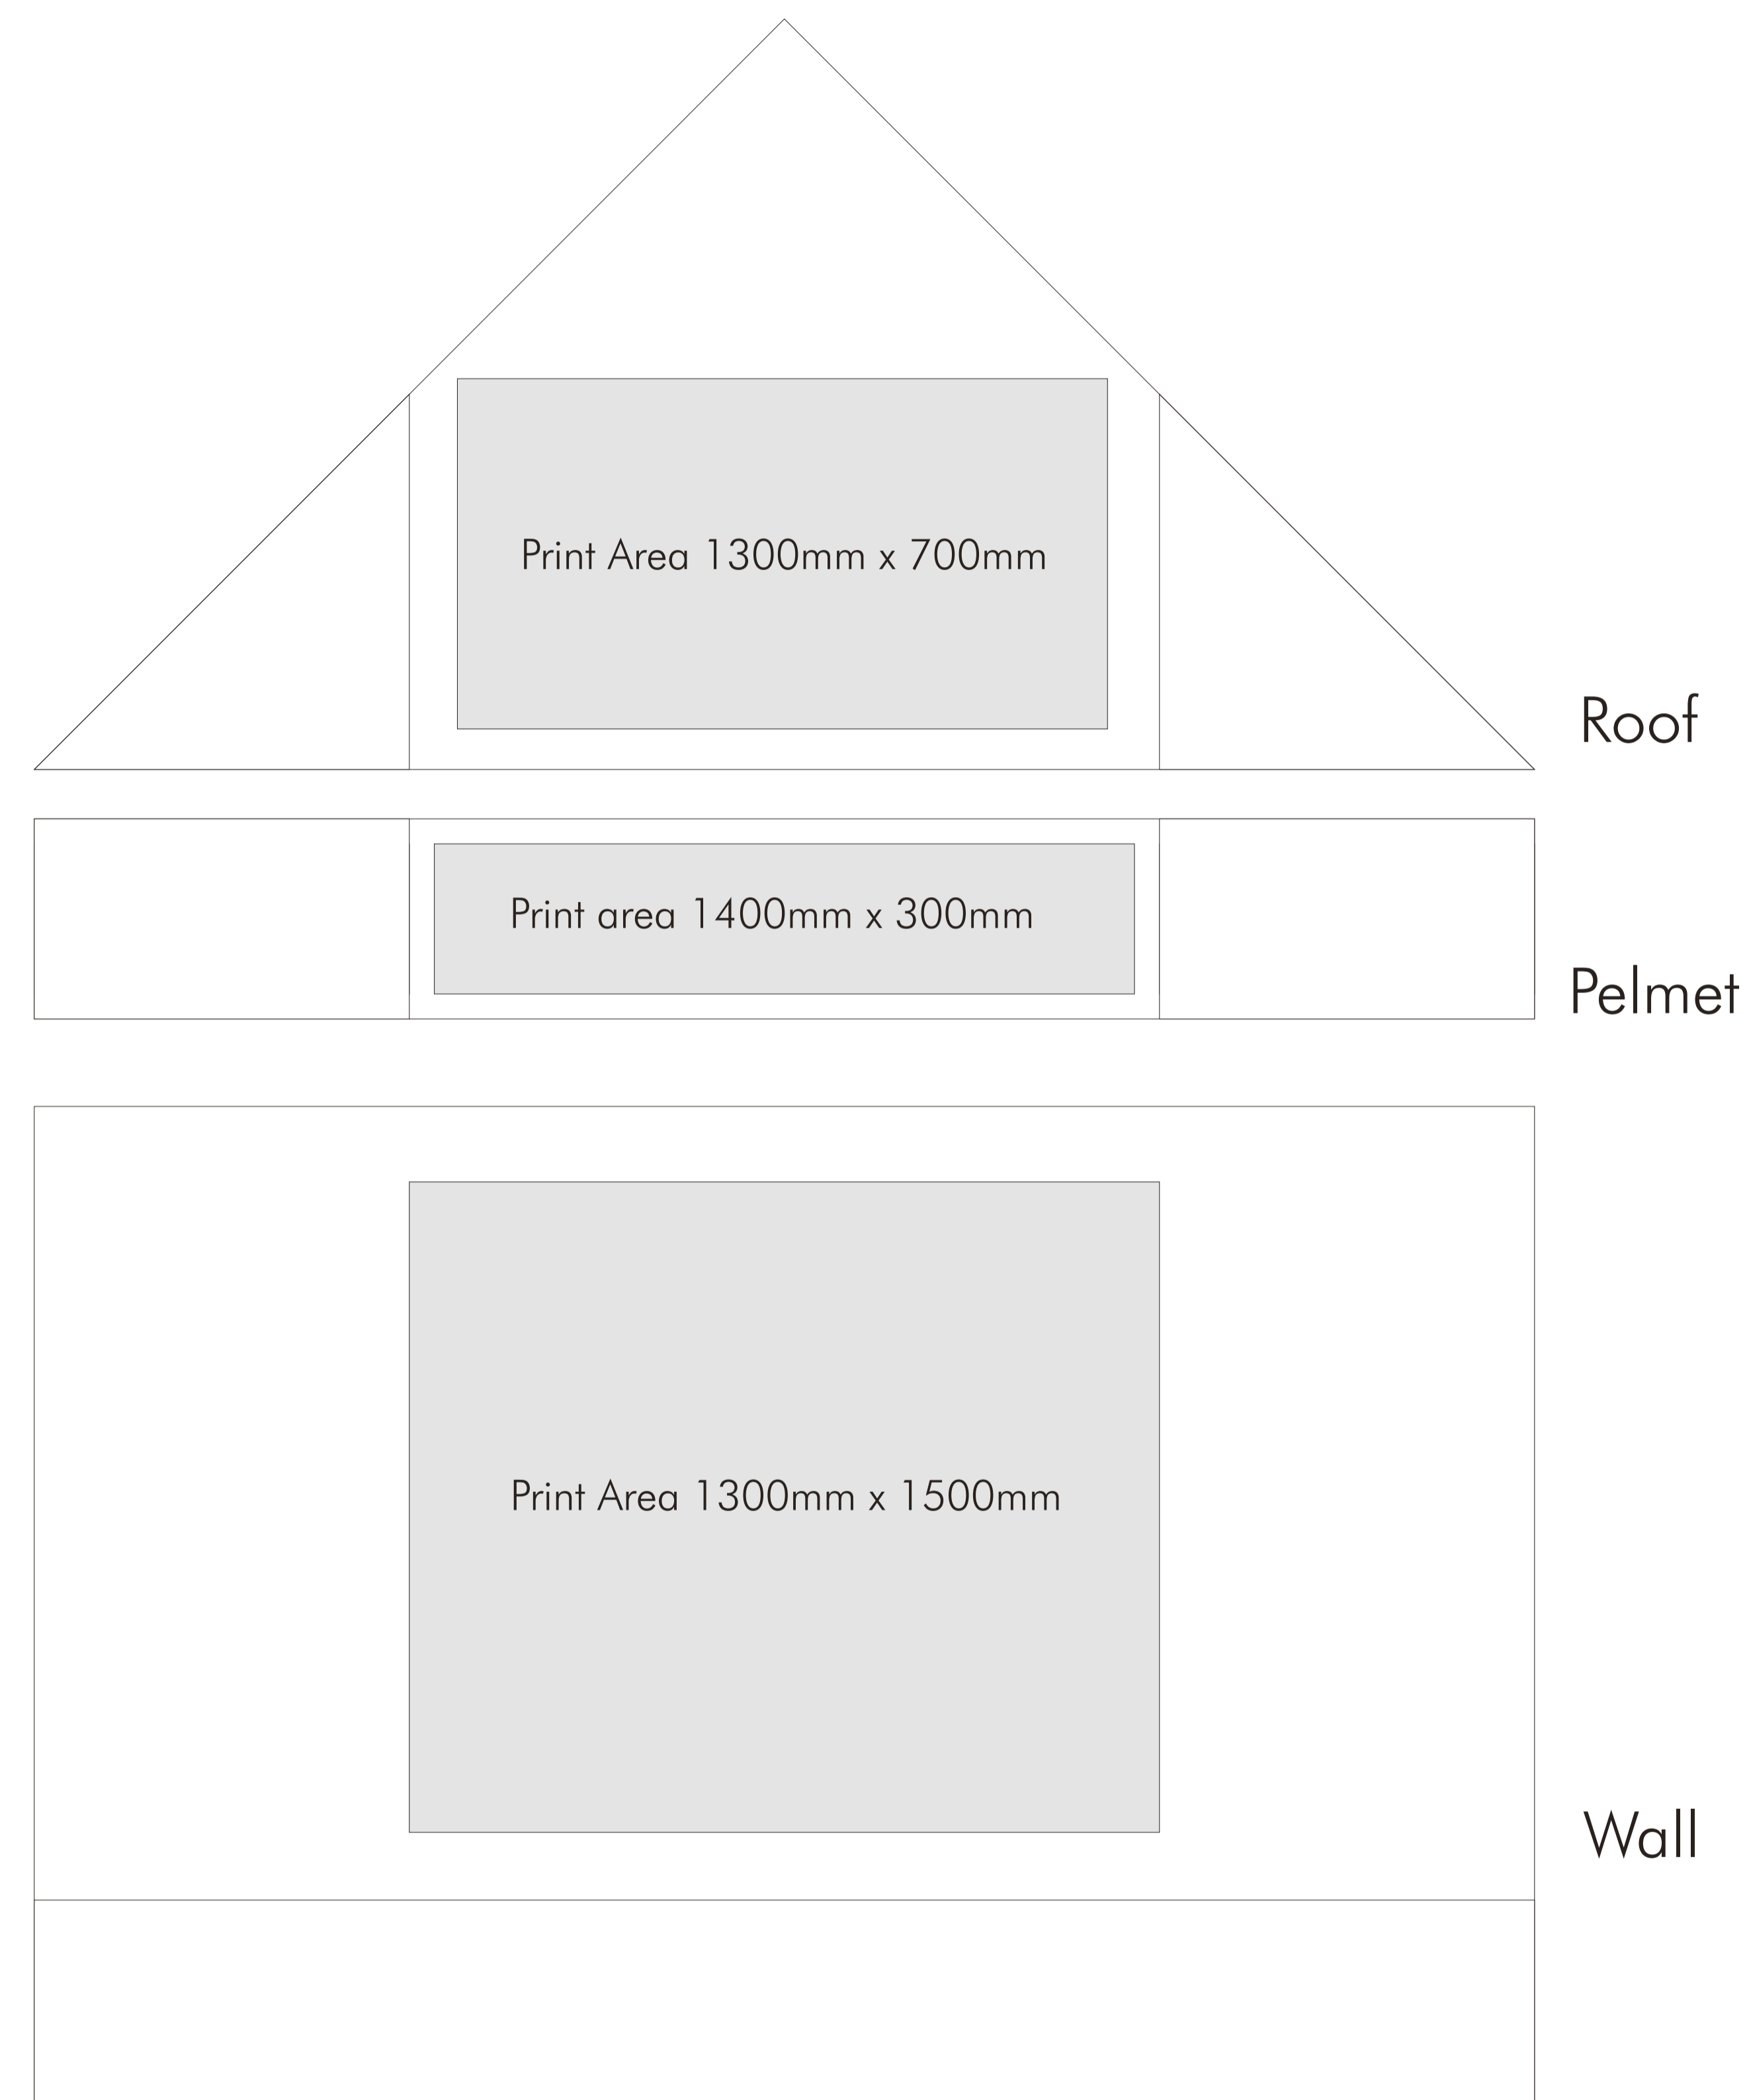 Print Area 1300mm x 700mm
Roof
Print area 1400mm x 300mm
Pelmet
Print Area 1300mm x 1500mm
Wall